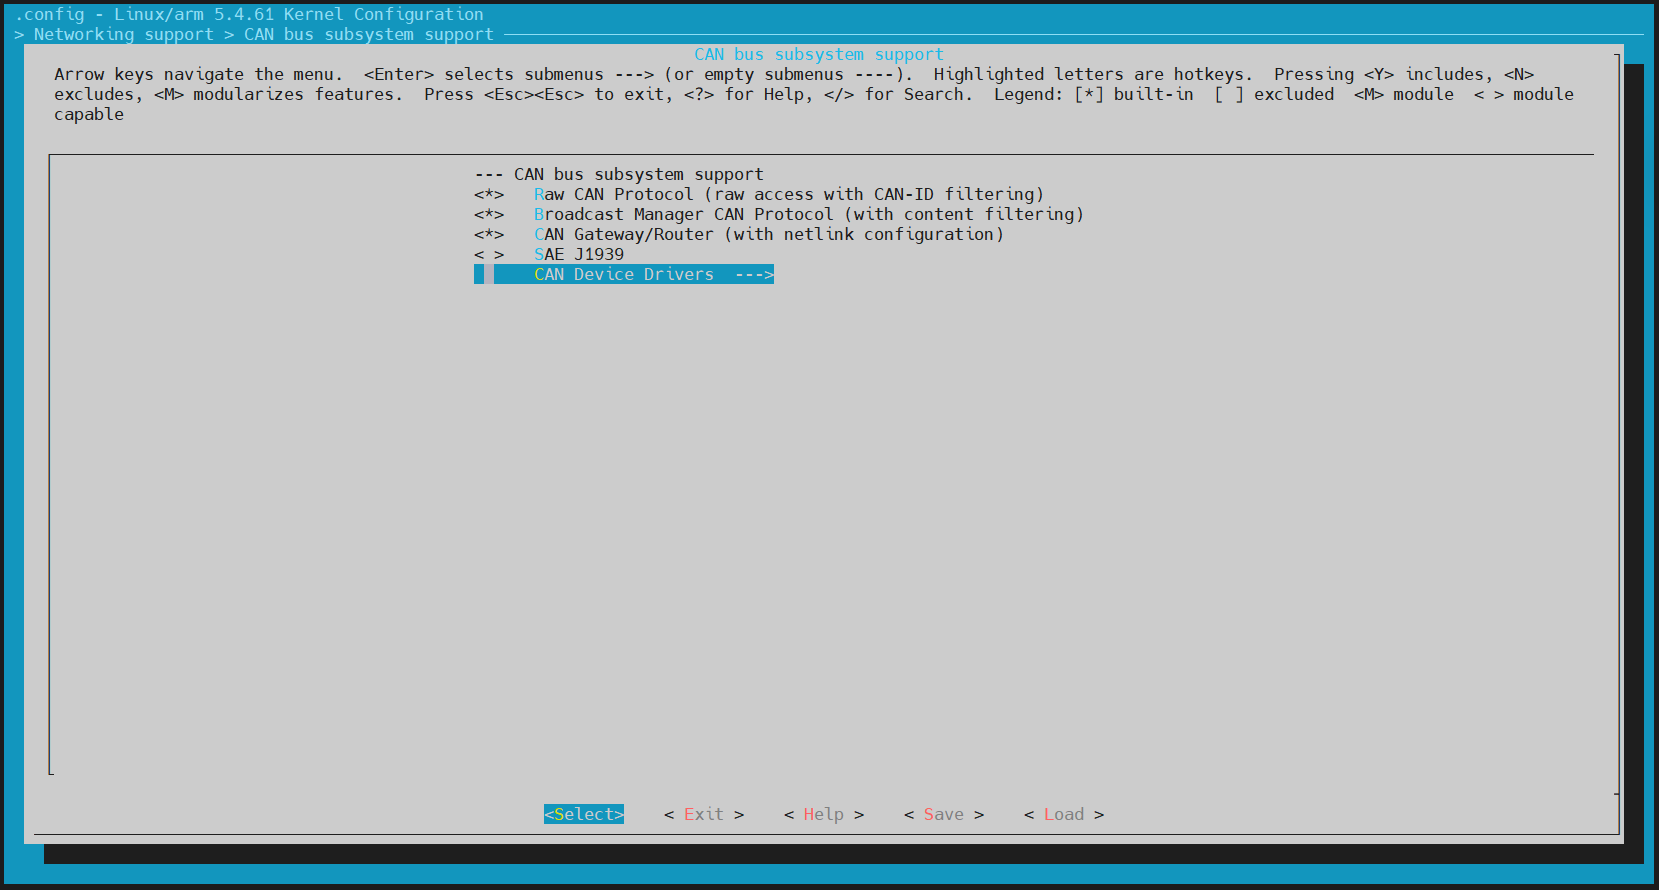 .config - Linux/arm 5.4.61 Kernel Configuration
> Networking support > CAN bus subsystem support
CAN bus subsystem support
Arrow keys navigate the menu.  <Enter> selects submenus ---> (or empty submenus ----).  Highlighted letters are hotkeys.  Pressing <Y> includes, <N>
excludes, <M> modularizes features.  Press <Esc><Esc> to exit, <?> for Help, </> for Search.  Legend: [*] built-in  [ ] excluded  <M> module  < > module
capable
--- CAN bus subsystem support
<*>   Raw CAN Protocol (raw access with CAN-ID filtering)
<*>   Broadcast Manager CAN Protocol (with content filtering)
<*>   CAN Gateway/Router (with netlink configuration)
< >   SAE J1939
CAN Device Drivers  --->
<Select>    < Exit >    < Help >    < Save >    < Load >